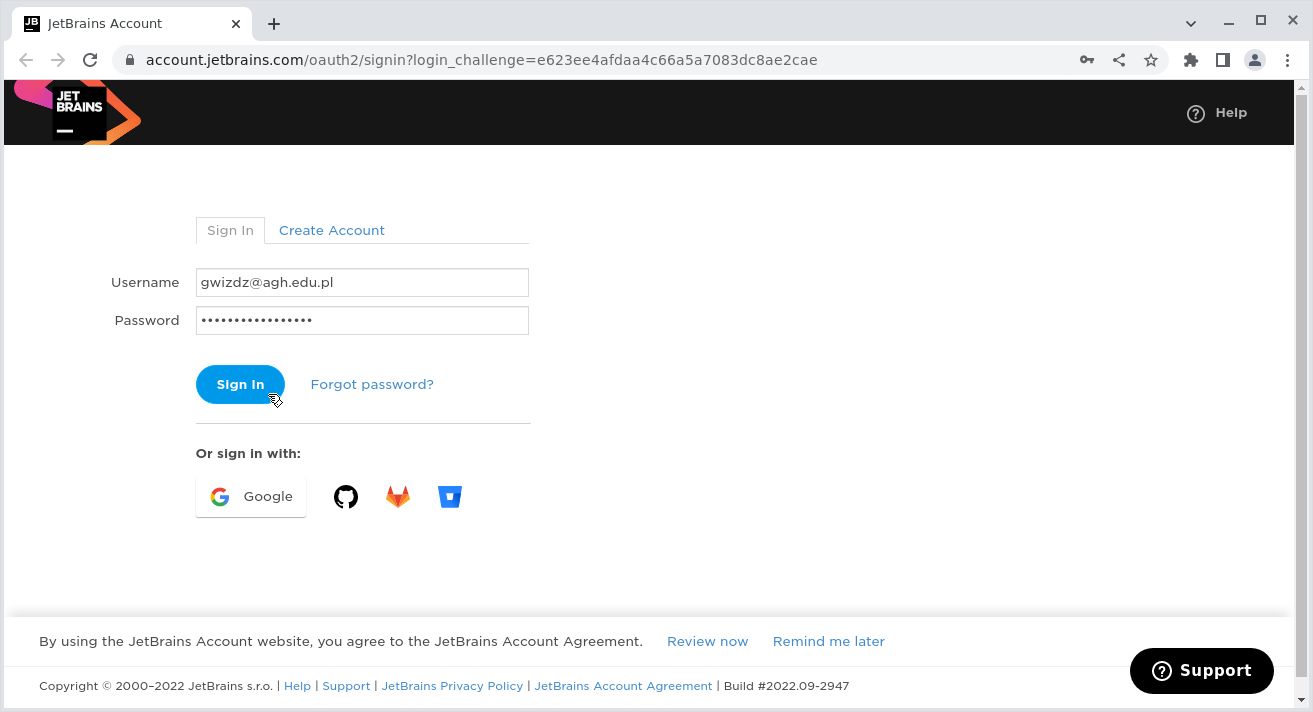 JB JetBrains Account
account.jetbrains.com/oauth2/signin?login_challenge=e623ee4afdaa4c66a5a7083dc8ae2cae
JET
BRAINS
Help
Sign In Create Account
Username gwizdz@agh.edu.pl
Password •••••••••••••••••
Sign In Forgot password?
Or sign in with:
Google
By using the JetBrains Account website, you agree to the JetBrains Account Agreement. Review now Remind me later
Support
Copyright © 2000–2022 JetBrains s.r.o. | Help | Support | JetBrains Privacy Policy | JetBrains Account Agreement | Build #2022.09-2947